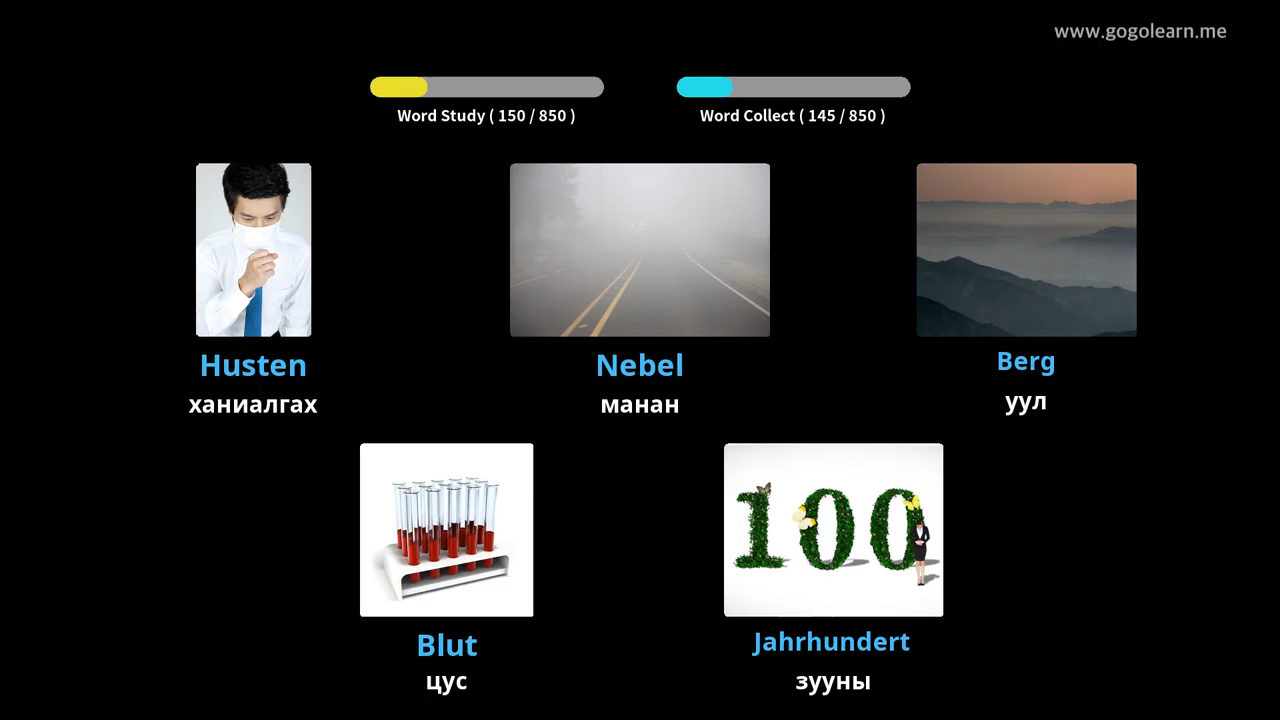 www.gogolearn.me
Word Study ( 150 / 850 )
Word Collect ( 145 / 850 )
Husten
ханиалгах
Nebel
манан
Berg
уул
Blut
цус
Jahrhundert
зууны